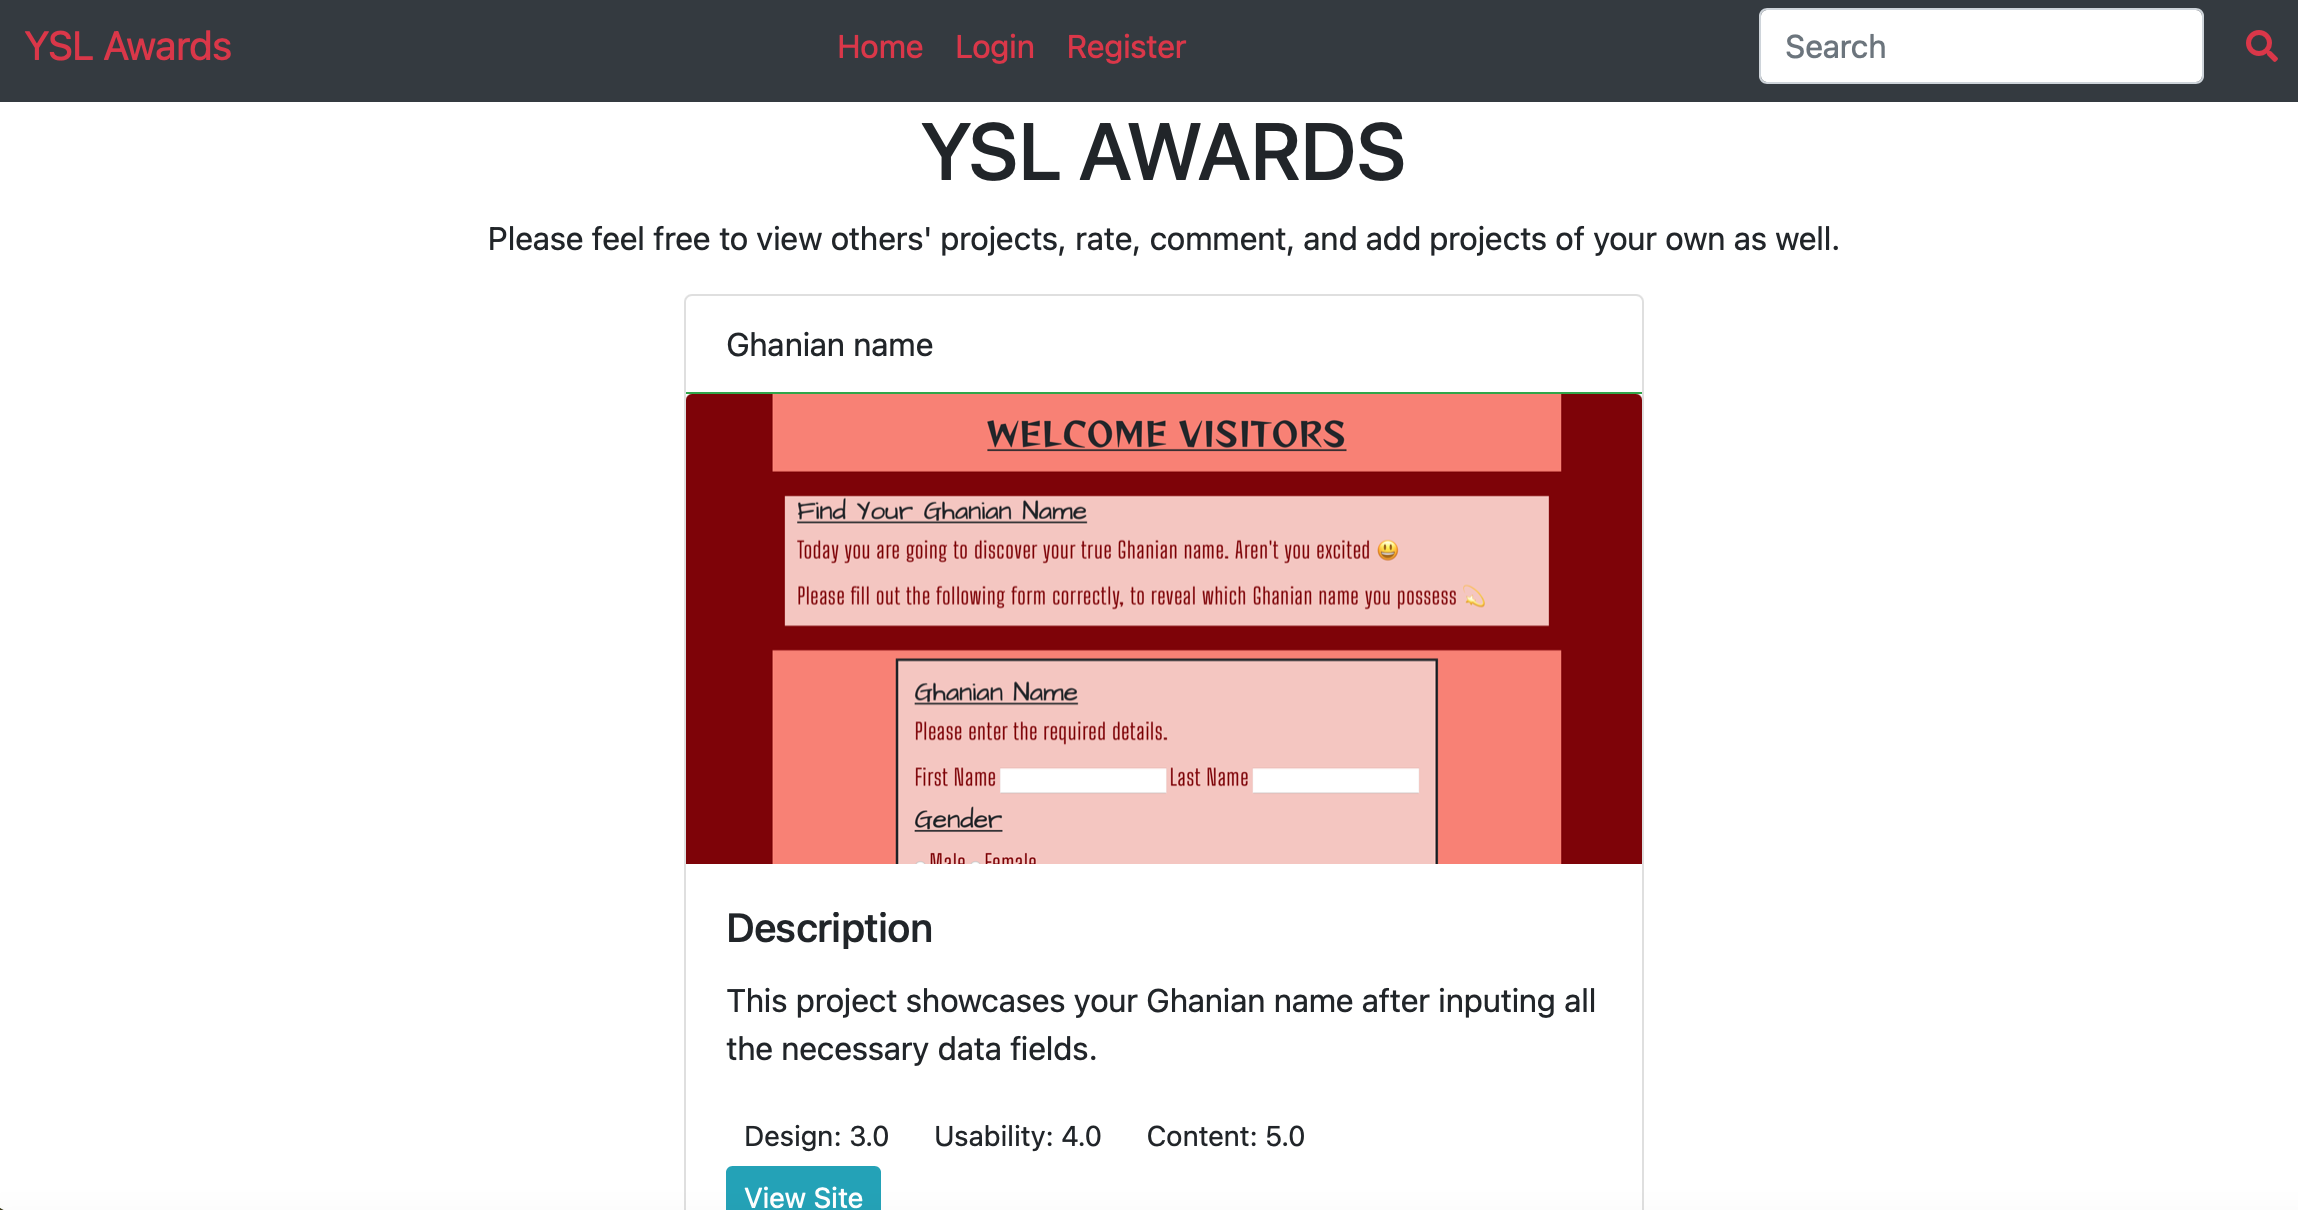 YSL Awards Home Login Register Search
YSL AWARDS
Please feel free to view others' projects, rate, comment, and add projects of your own as well.
Ghanian name
WELCOME VISITORS
Find Your Ghanian Name
Today you are going to discover your true Ghanian name. Aren't you excited 😃
Please fill out the following form correctly, to reveal which Ghanian name you possess 💫
Ghanian Name
Please enter the required details.
First Name Last Name
Gender
Male Female
Description
This project showcases your Ghanian name after inputing all
the necessary data fields.
Design: 3.0 Usability: 4.0 Content: 5.0
View Site